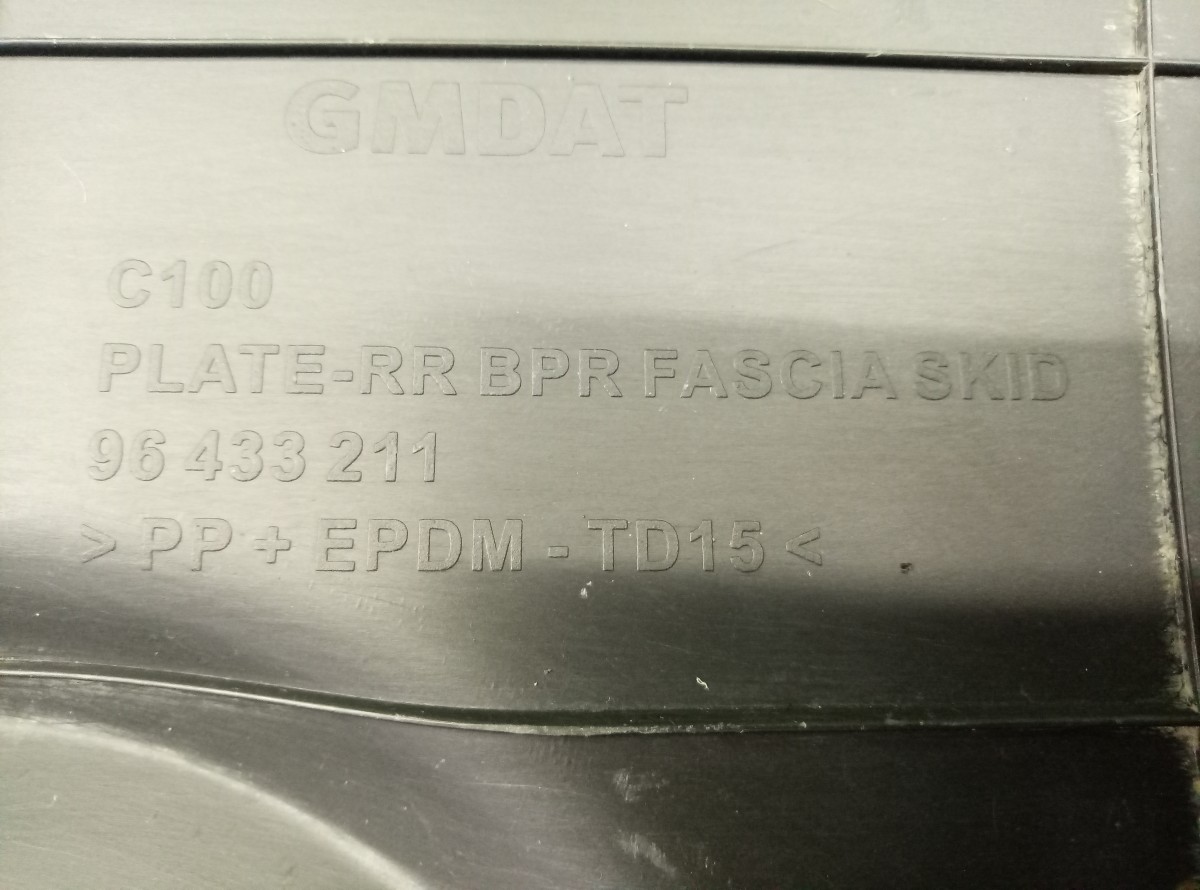 GMDAT
C100
PLATE-RR BPR FASCIA SKID
96 433 211
> PP + EPDM - TD15 <